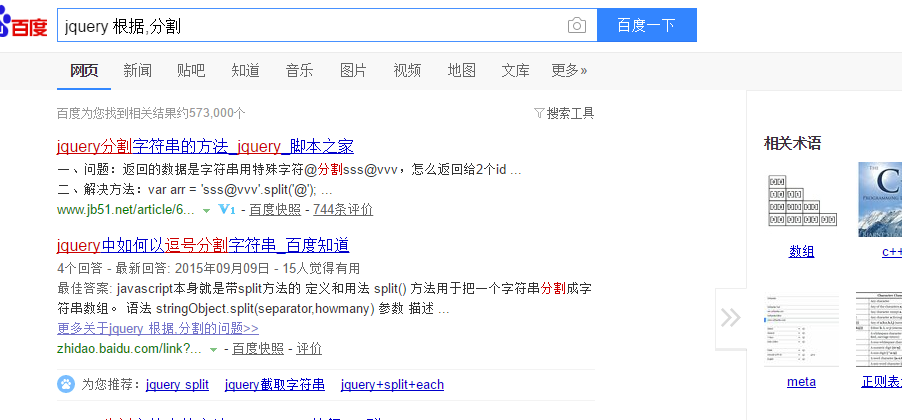 百度
jquery 根据,分割
百度一下
网页 新闻 贴吧 知道 音乐 图片 视频 地图 文库 更多»
百度为您找到相关结果约573,000个
搜索工具
jquery分割字符串的方法_jquery_脚本之家
一、问题：返回的数据是字符串用特殊字符@分割sss@vvv，怎么返回给2个id ...
二、解决方法：var arr = 'sss@vvv'.split('@'); ...
www.jb51.net/article/6... V1 - 百度快照 - 744条评价
jquery中如何以逗号分割字符串_百度知道
4个回答 - 最新回答: 2015年09月09日 - 15人觉得有用
最佳答案: javascript本身就是带split方法的 定义和用法 split() 方法用于把一个字符串分割成字
符串数组。 语法 stringObject.split(separator,howmany) 参数 描述 ...
更多关于jquery 根据,分割的问题>>
zhidao.baidu.com/link?... - 百度快照 - 评价
为您推荐： jquery split jquery截取字符串 jquery+split+each
相关术语
数组
c++
meta
正则表